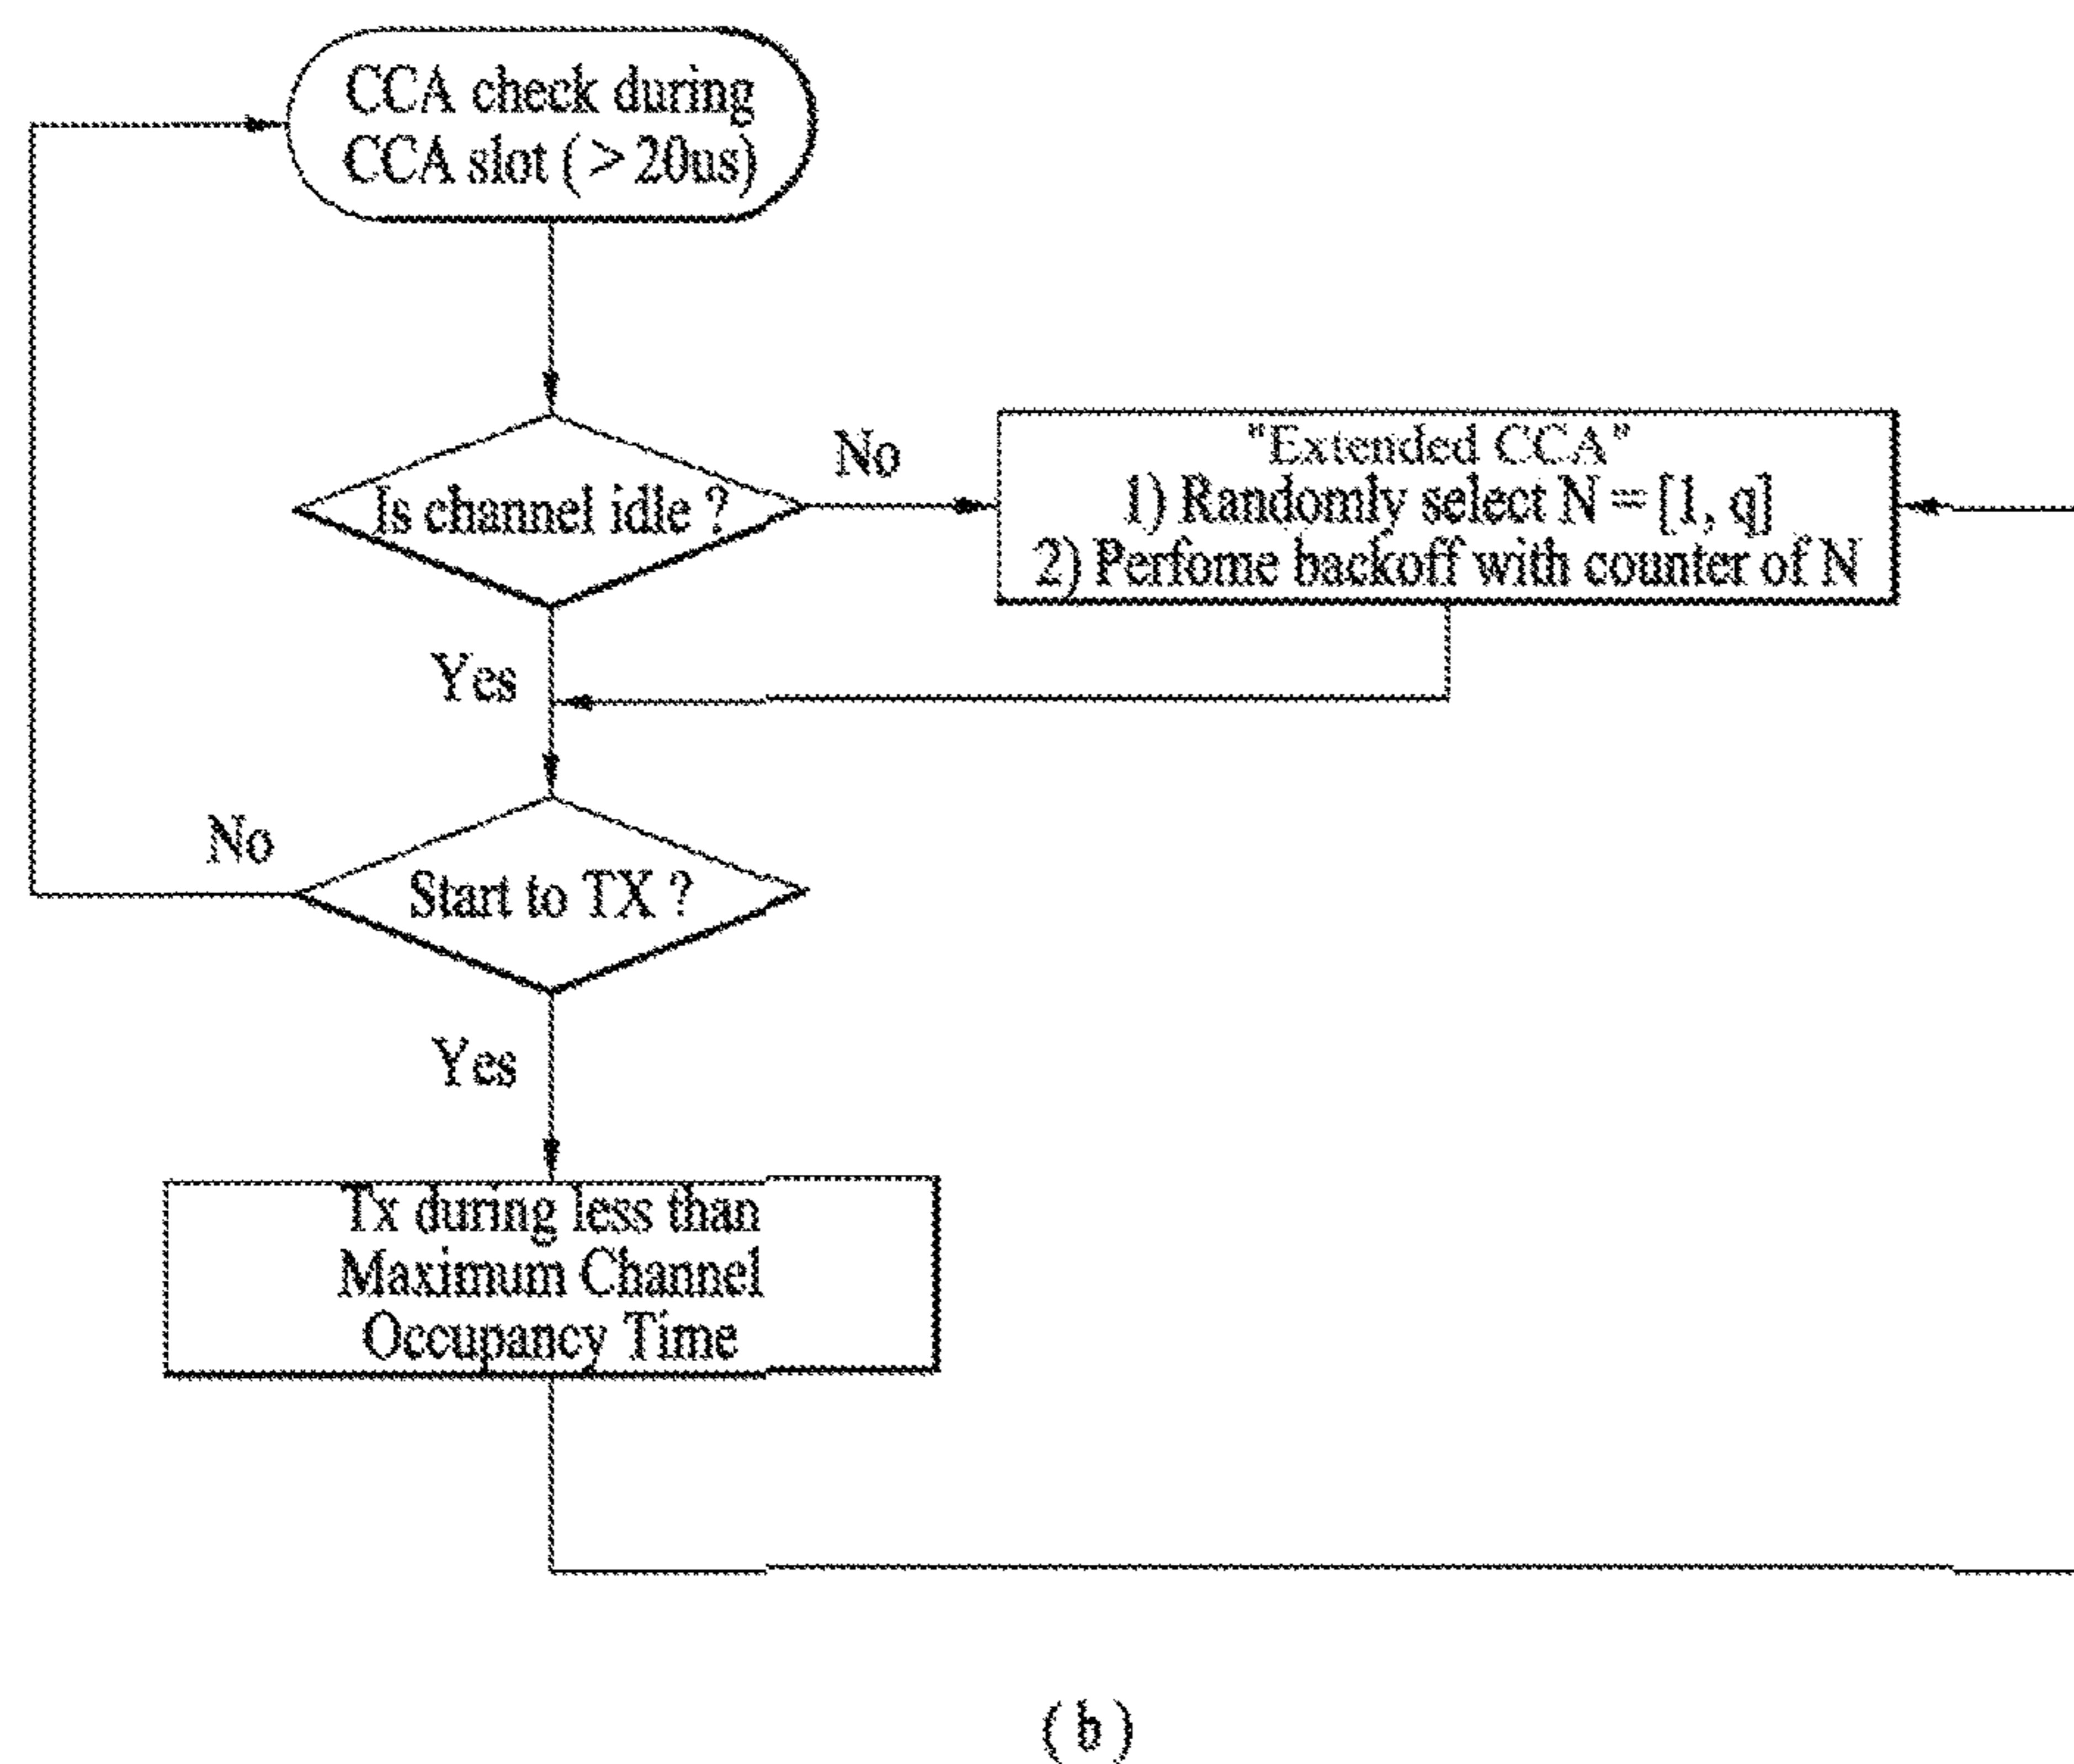 CCA check during
CCA slot ( > 20us)
Is channel idle ?
No
"Extended CCA"
1) Randomly select N = [1, q]
2) Perfome backoff with counter of N
Yes
No
Start to TX ?
Yes
Tx during less than
Maximum Channel
Occupancy Time
( b )